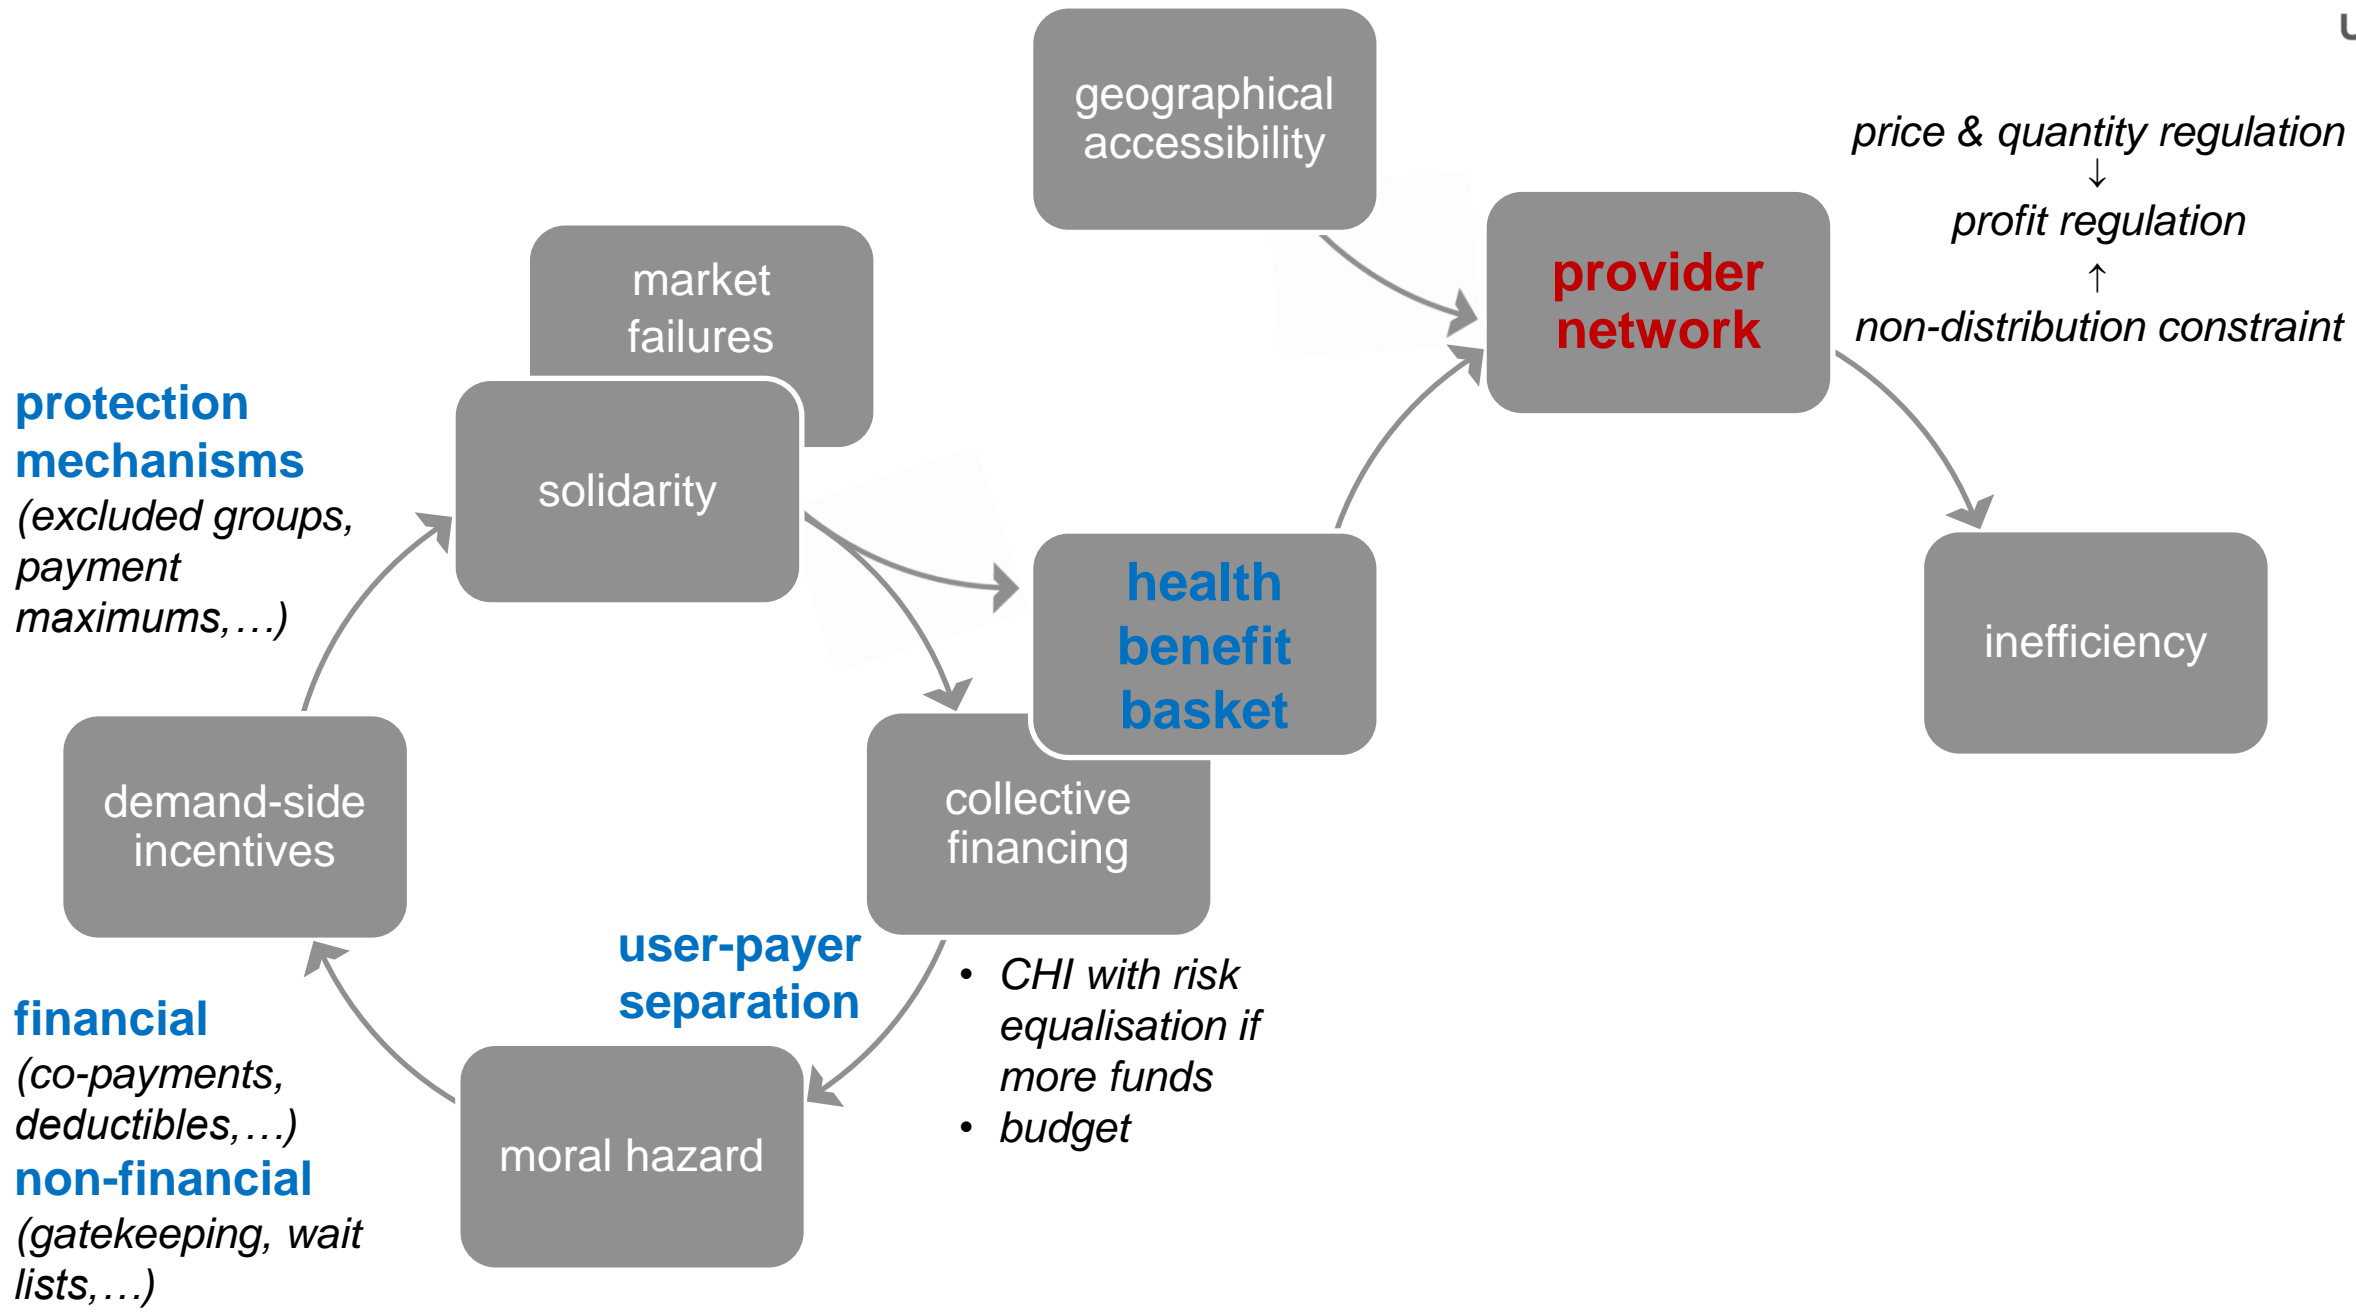 geographical
accessibility
price & quantity regulation
↓
profit regulation
↑
non-distribution constraint
provider
network
market
failures
solidarity
protection
mechanisms
(excluded groups,
payment
maximums,…)
health
benefit
basket
inefficiency
demand-side
incentives
collective
financing
user-payer
separation
• CHI with risk
equalisation if
more funds
• budget
financial
(co-payments,
deductibles,…)
non-financial
(gatekeeping, wait
lists,…)
moral hazard